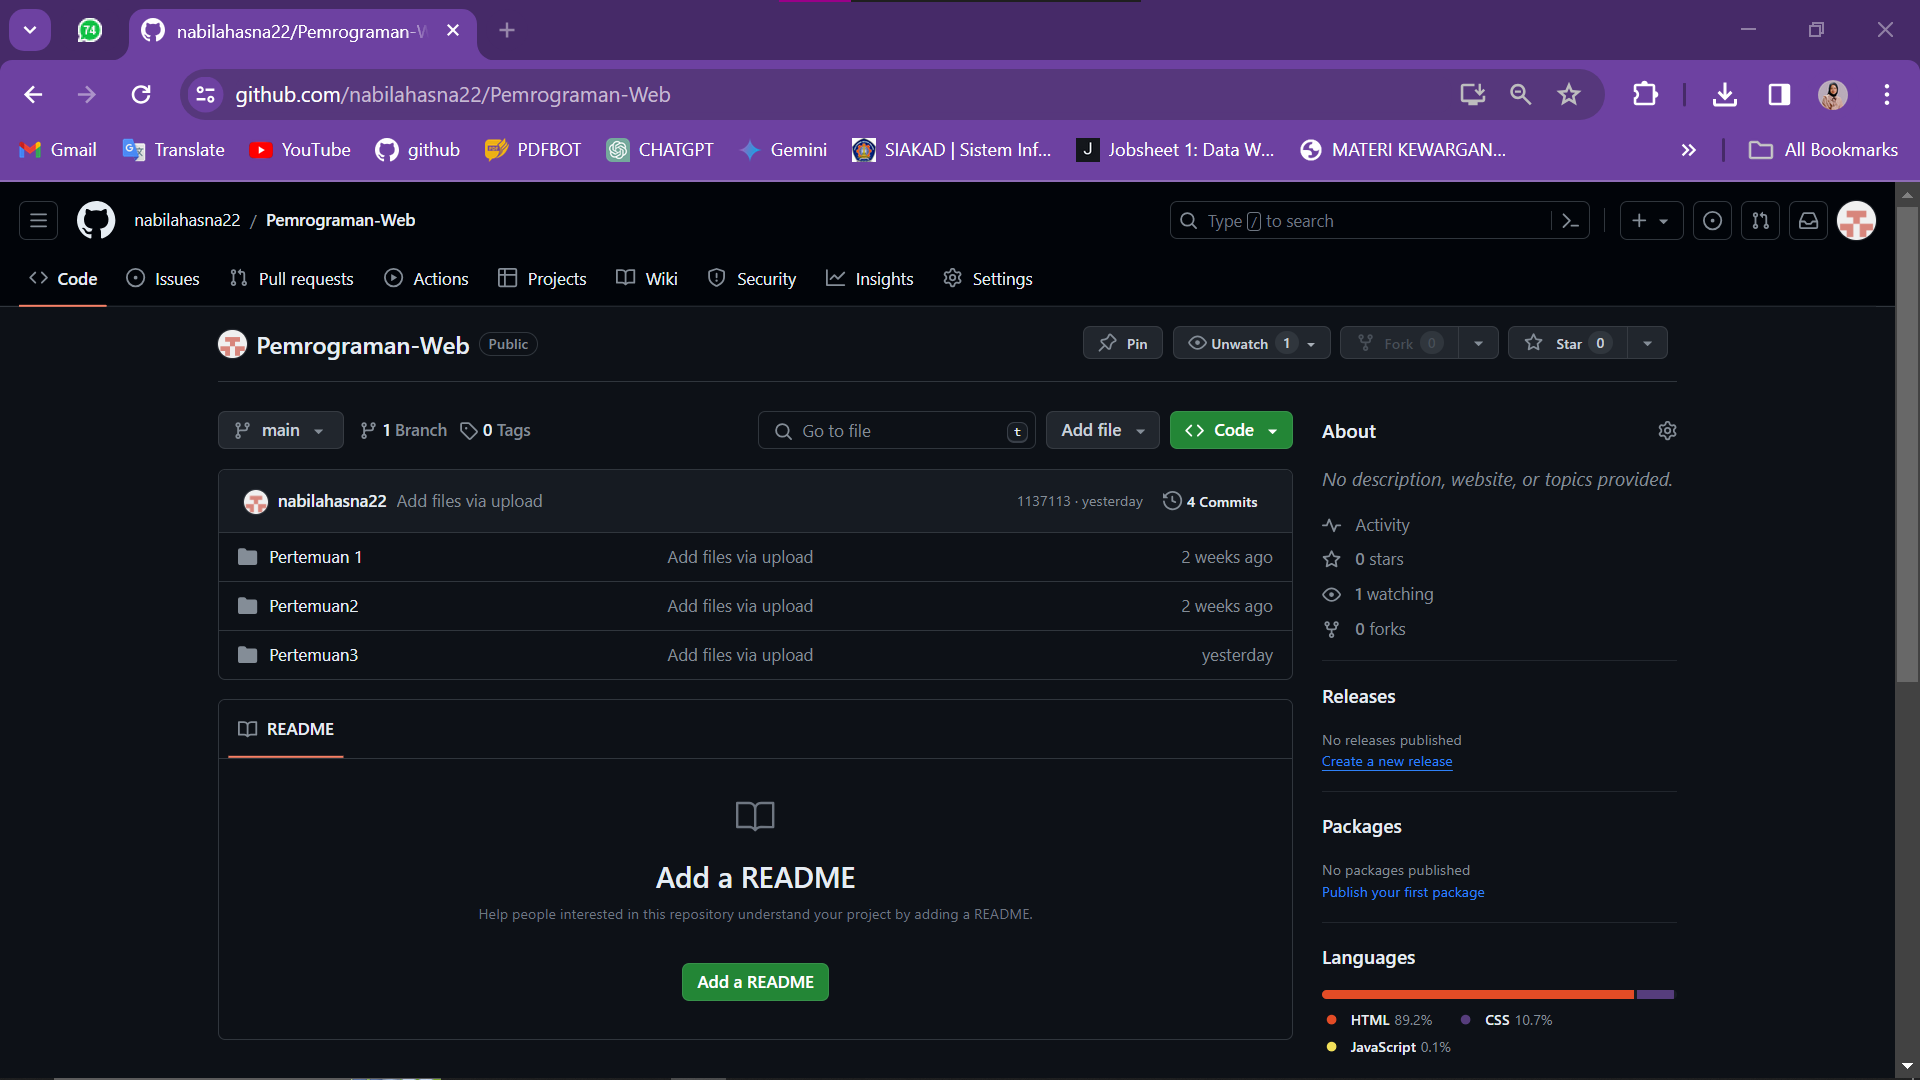 74
nabilahasna22/Pemrograman-W
github.com/nabilahasna22/Pemrograman-Web
Gmail Translate YouTube github PDFBOT CHATGPT Gemini SIAKAD | Sistem Inf... J Jobsheet 1: Data W... MATERI KEWARGAN... All Bookmarks
nabilahasna22 / Pemrograman-Web
Type / to search
Code Issues Pull requests Actions Projects Wiki Security Insights Settings
Pemrograman-Web Public
Pin Unwatch 1 Fork 0 Star 0
main 1 Branch 0 Tags
Go to file t Add file Code
nabilahasna22 Add files via upload 1137113 · yesterday 4 Commits
Pertemuan 1 Add files via upload 2 weeks ago
Pertemuan2 Add files via upload 2 weeks ago
Pertemuan3 Add files via upload yesterday
README
Add a README
Help people interested in this repository understand your project by adding a README.
Add a README
About
No description, website, or topics provided.
Activity
0 stars
1 watching
0 forks
Releases
No releases published
Create a new release
Packages
No packages published
Publish your first package
Languages
HTML 89.2% CSS 10.7%
JavaScript 0.1%